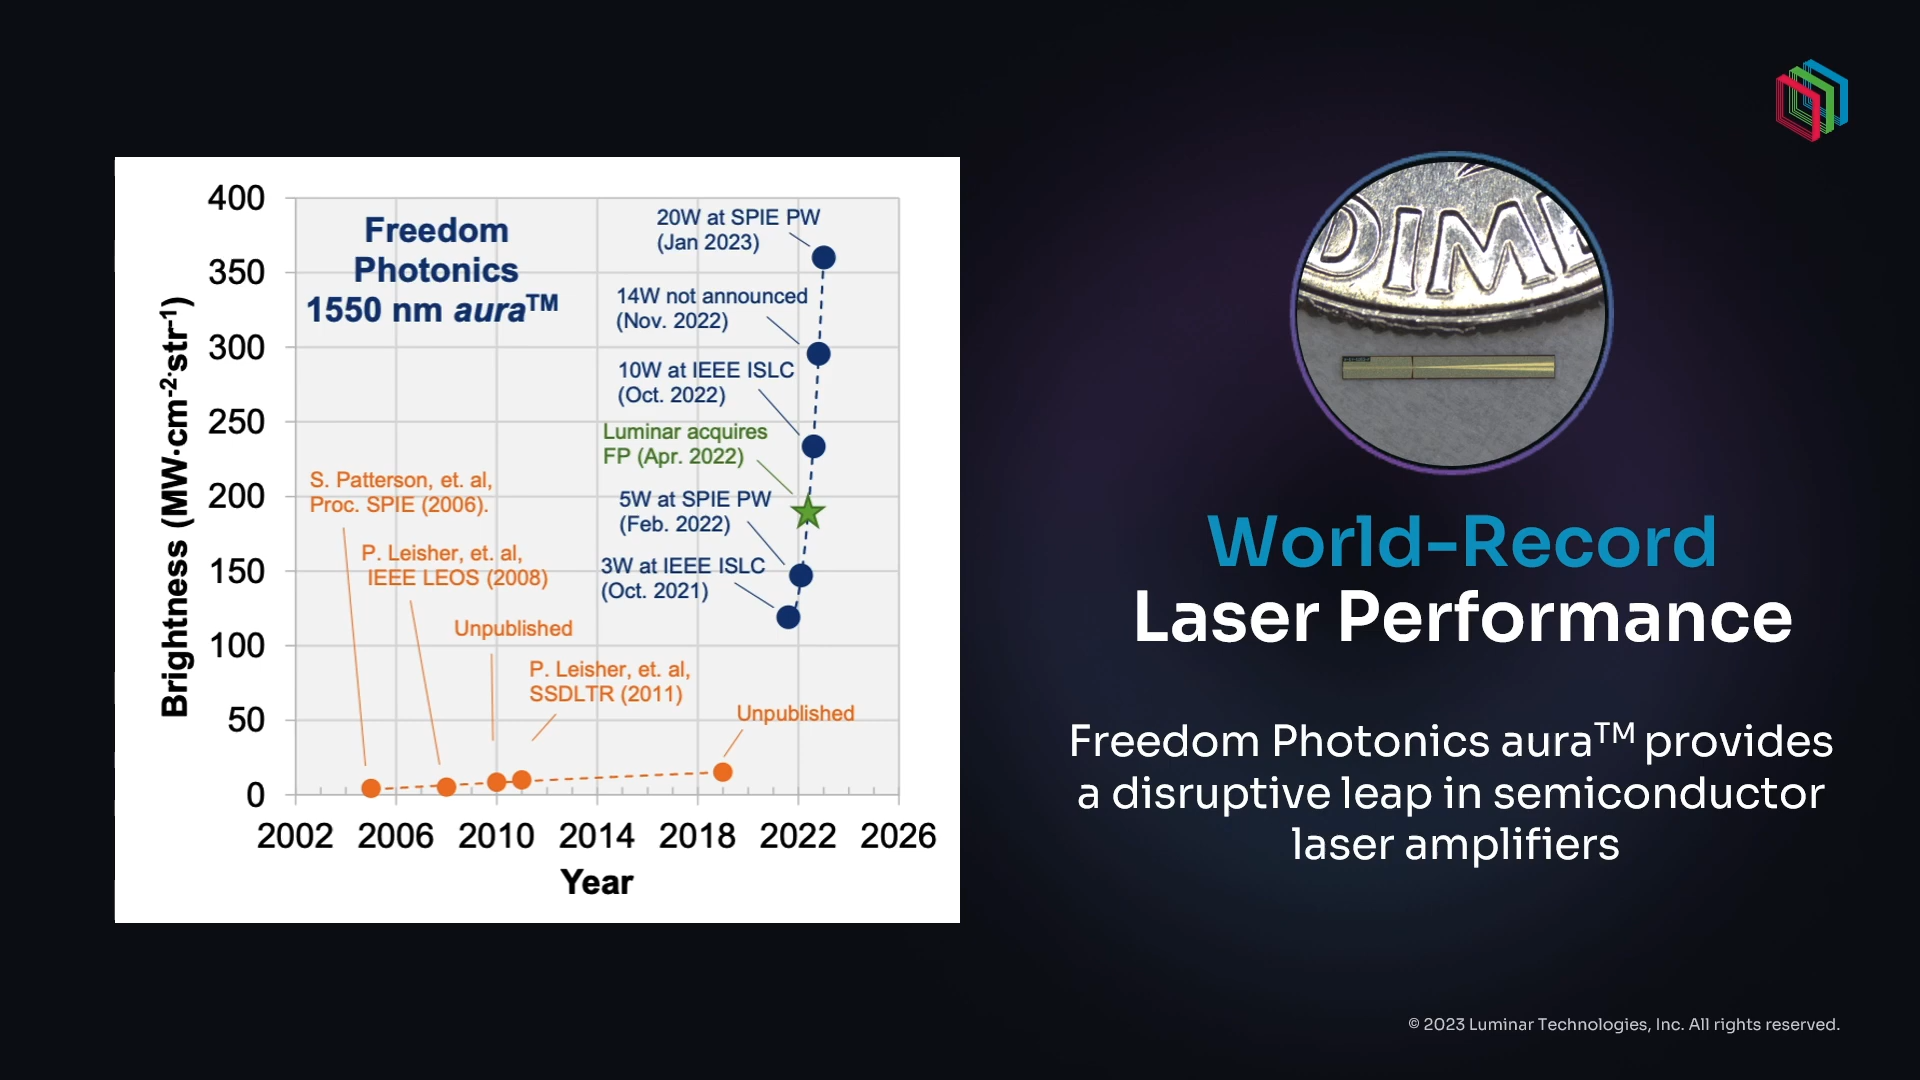 400
350
300
250
200
150
100
50
0
Brightness (MW·cm⁻²·str⁻¹)
Freedom
Photonics
1550 nm aura™
20W at SPIE PW
(Jan 2023)
14W not announced
(Nov. 2022)
10W at IEEE ISLC
(Oct. 2022)
Luminar acquires
FP (Apr. 2022)
5W at SPIE PW
(Feb. 2022)
3W at IEEE ISLC
(Oct. 2021)
S. Patterson, et. al,
Proc. SPIE (2006).
P. Leisher, et. al,
IEEE LEOS (2008)
Unpublished
P. Leisher, et. al,
SSDLTR (2011)
Unpublished
2002 2006 2010 2014 2018 2022 2026
Year
DIME
World-Record
Laser Performance
Freedom Photonics aura™ provides
a disruptive leap in semiconductor
laser amplifiers
© 2023 Luminar Technologies, Inc. All rights reserved.